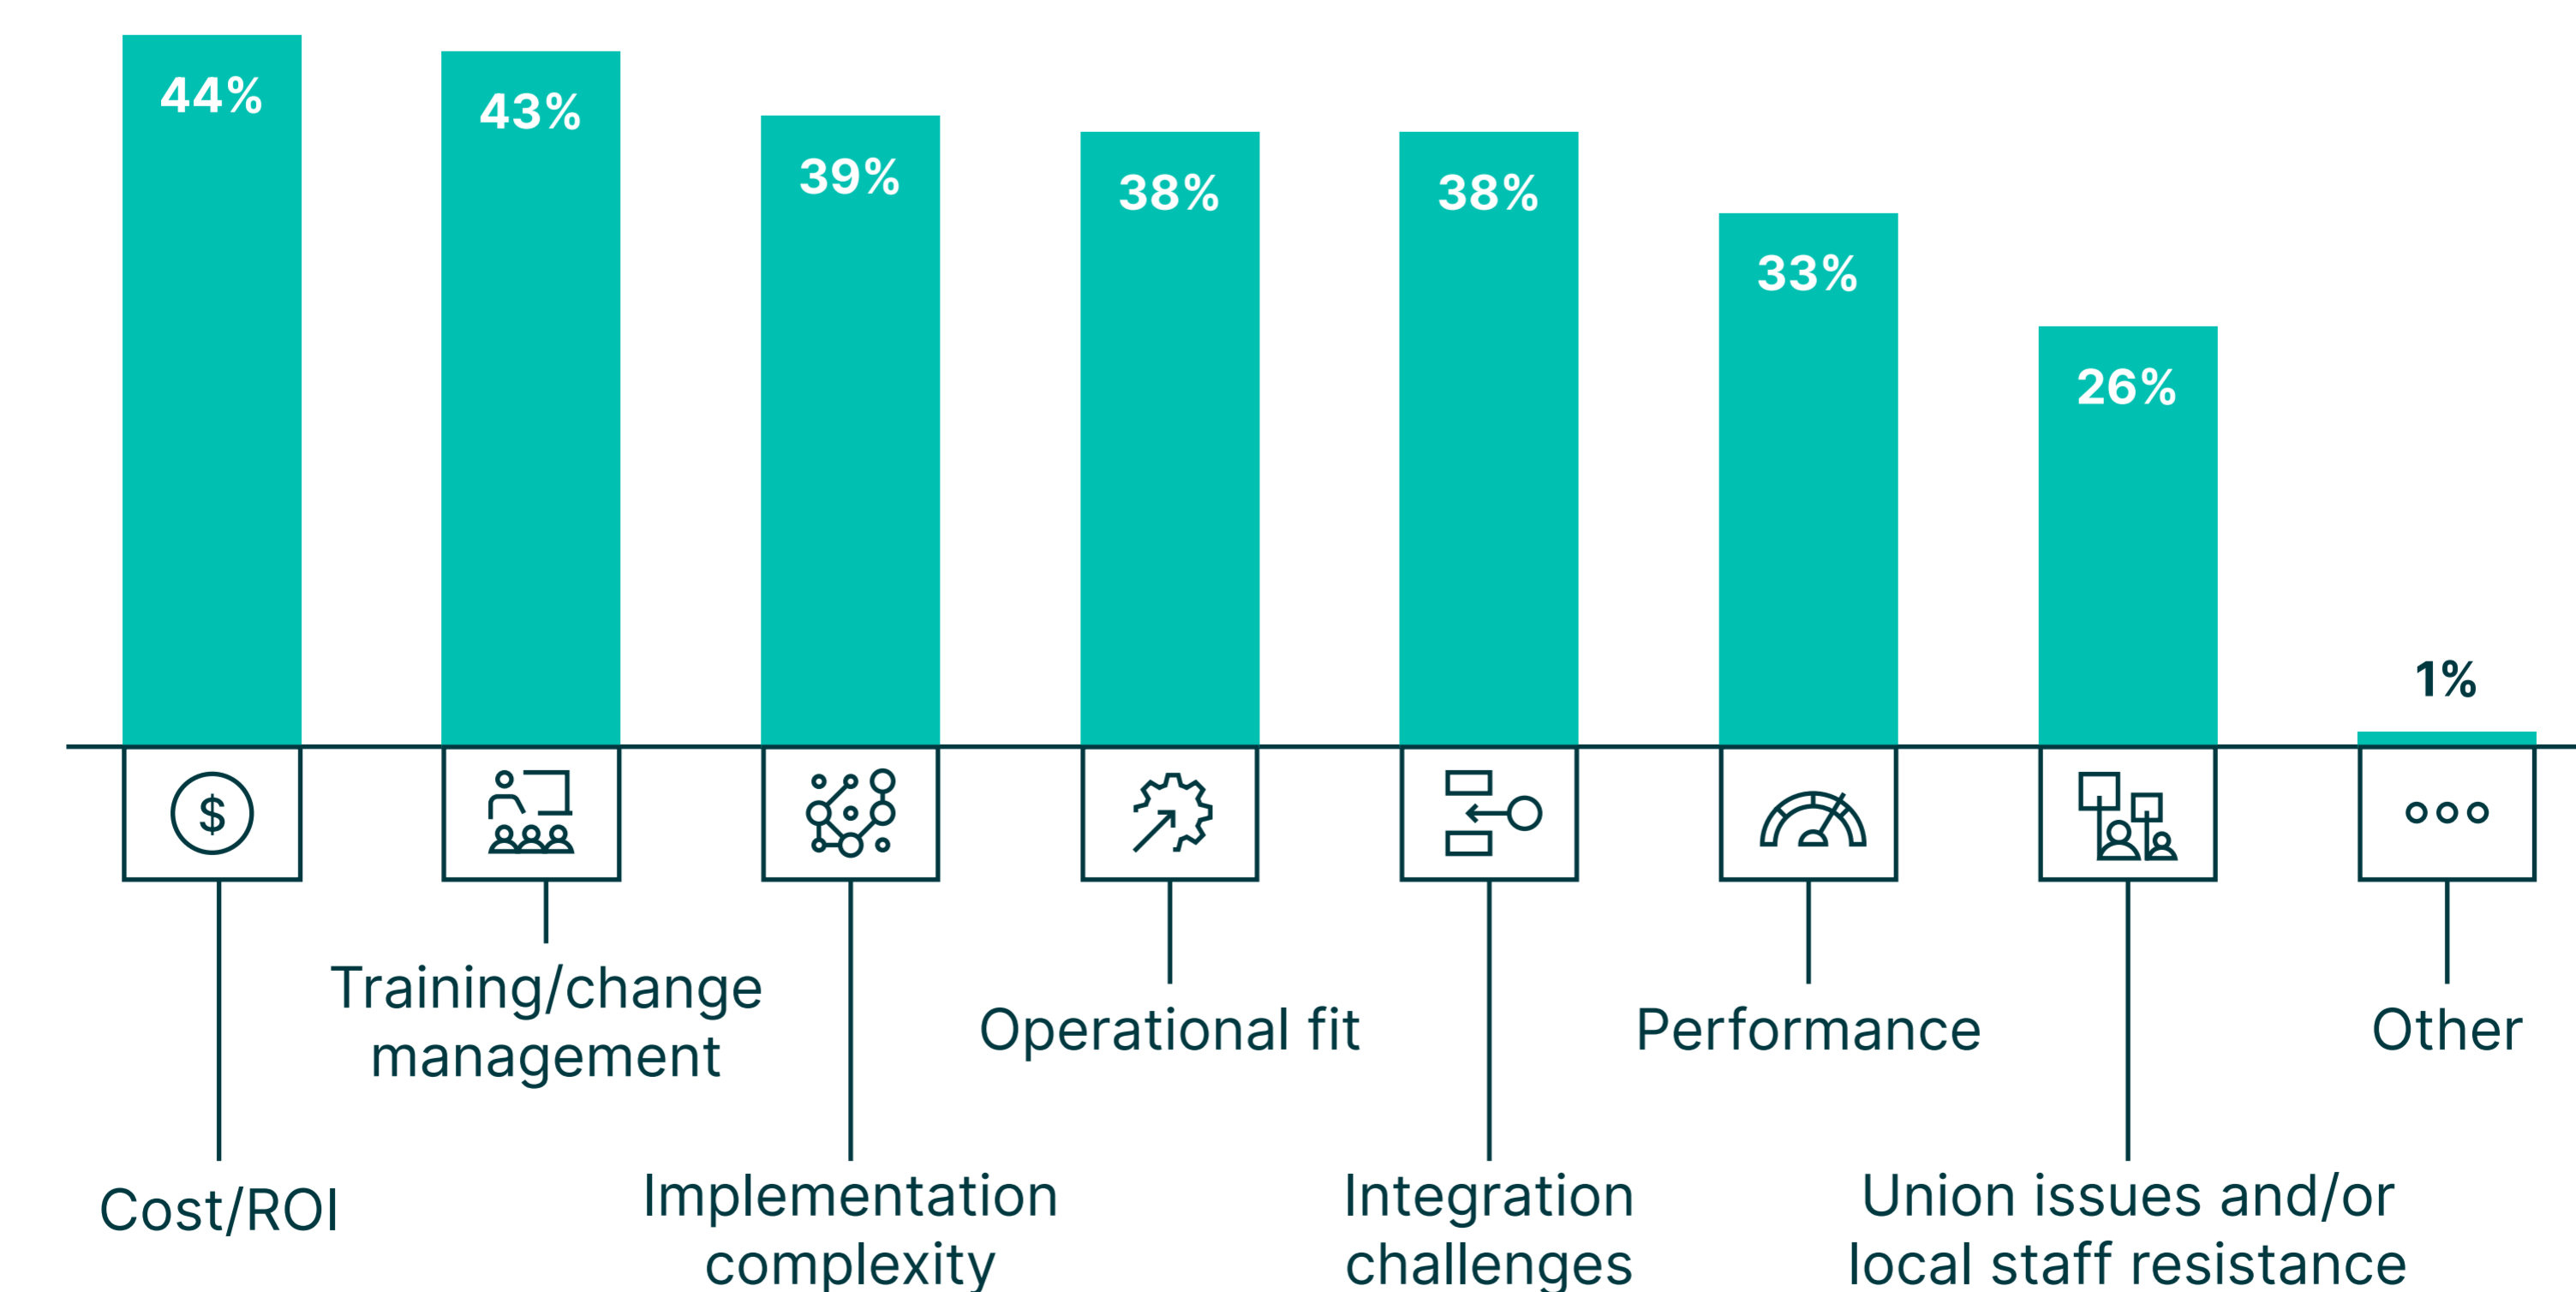 44%
43%
39%
38%
38%
33%
26%
1%
$
Training/change
management
Operational fit
Performance
Other
Cost/ROI
Implementation
complexity
Integration
challenges
Union issues and/or
local staff resistance